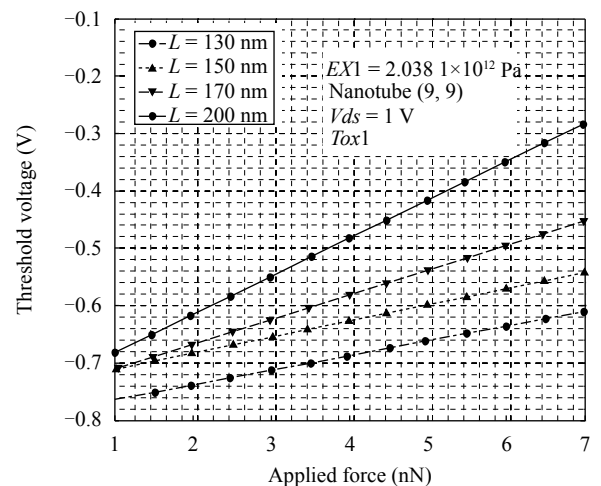 −0.1
−0.2
−0.3
−0.4
−0.5
−0.6
−0.7
−0.8
Threshold voltage (V)
L = 130 nm
L = 150 nm
L = 170 nm
L = 200 nm
EX1 = 2.038 1×10¹² Pa
Nanotube (9, 9)
Vds = 1 V
Tox1
1 2 3 4 5 6 7
Applied force (nN)